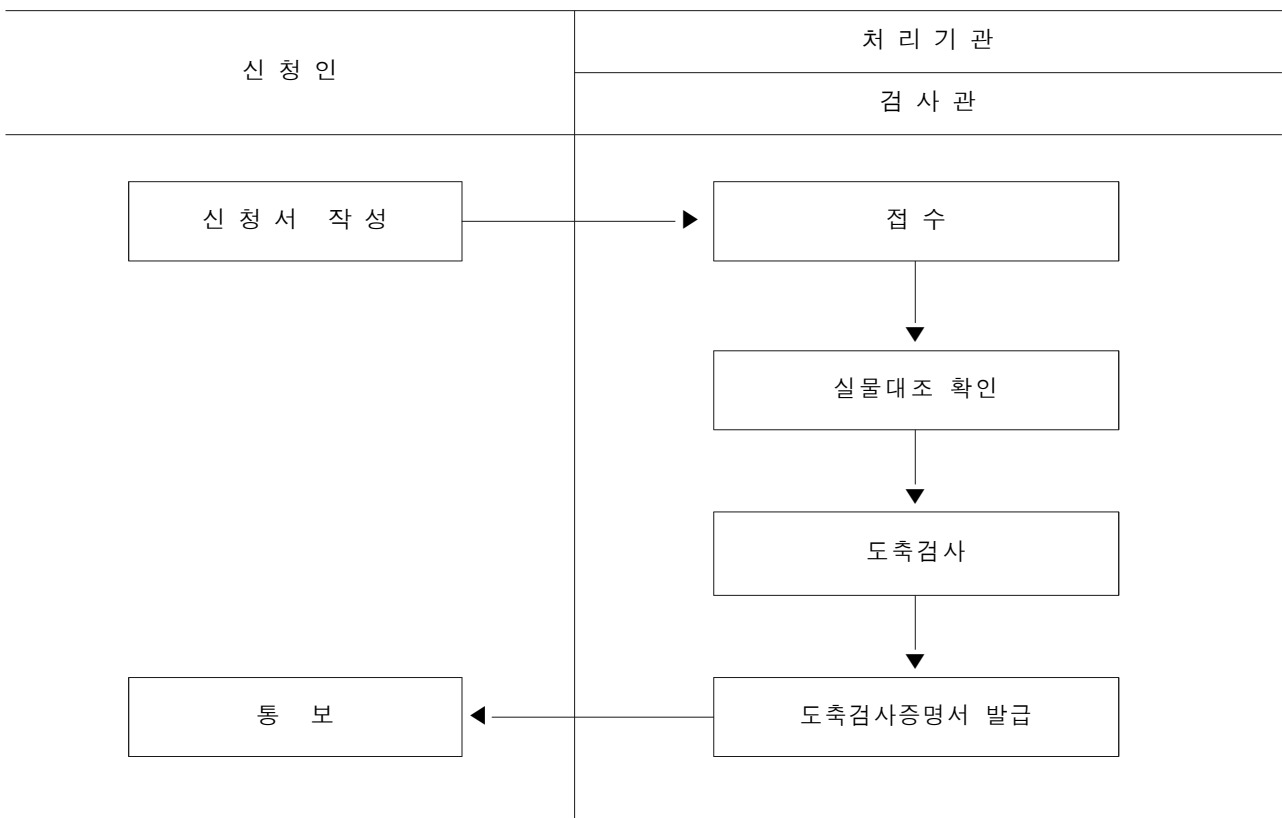 신 청 인
처 리 기 관
검 사 관
신 청 서 작 성
접 수
실물대조 확인
도축검사
통 보
도축검사증명서 발급